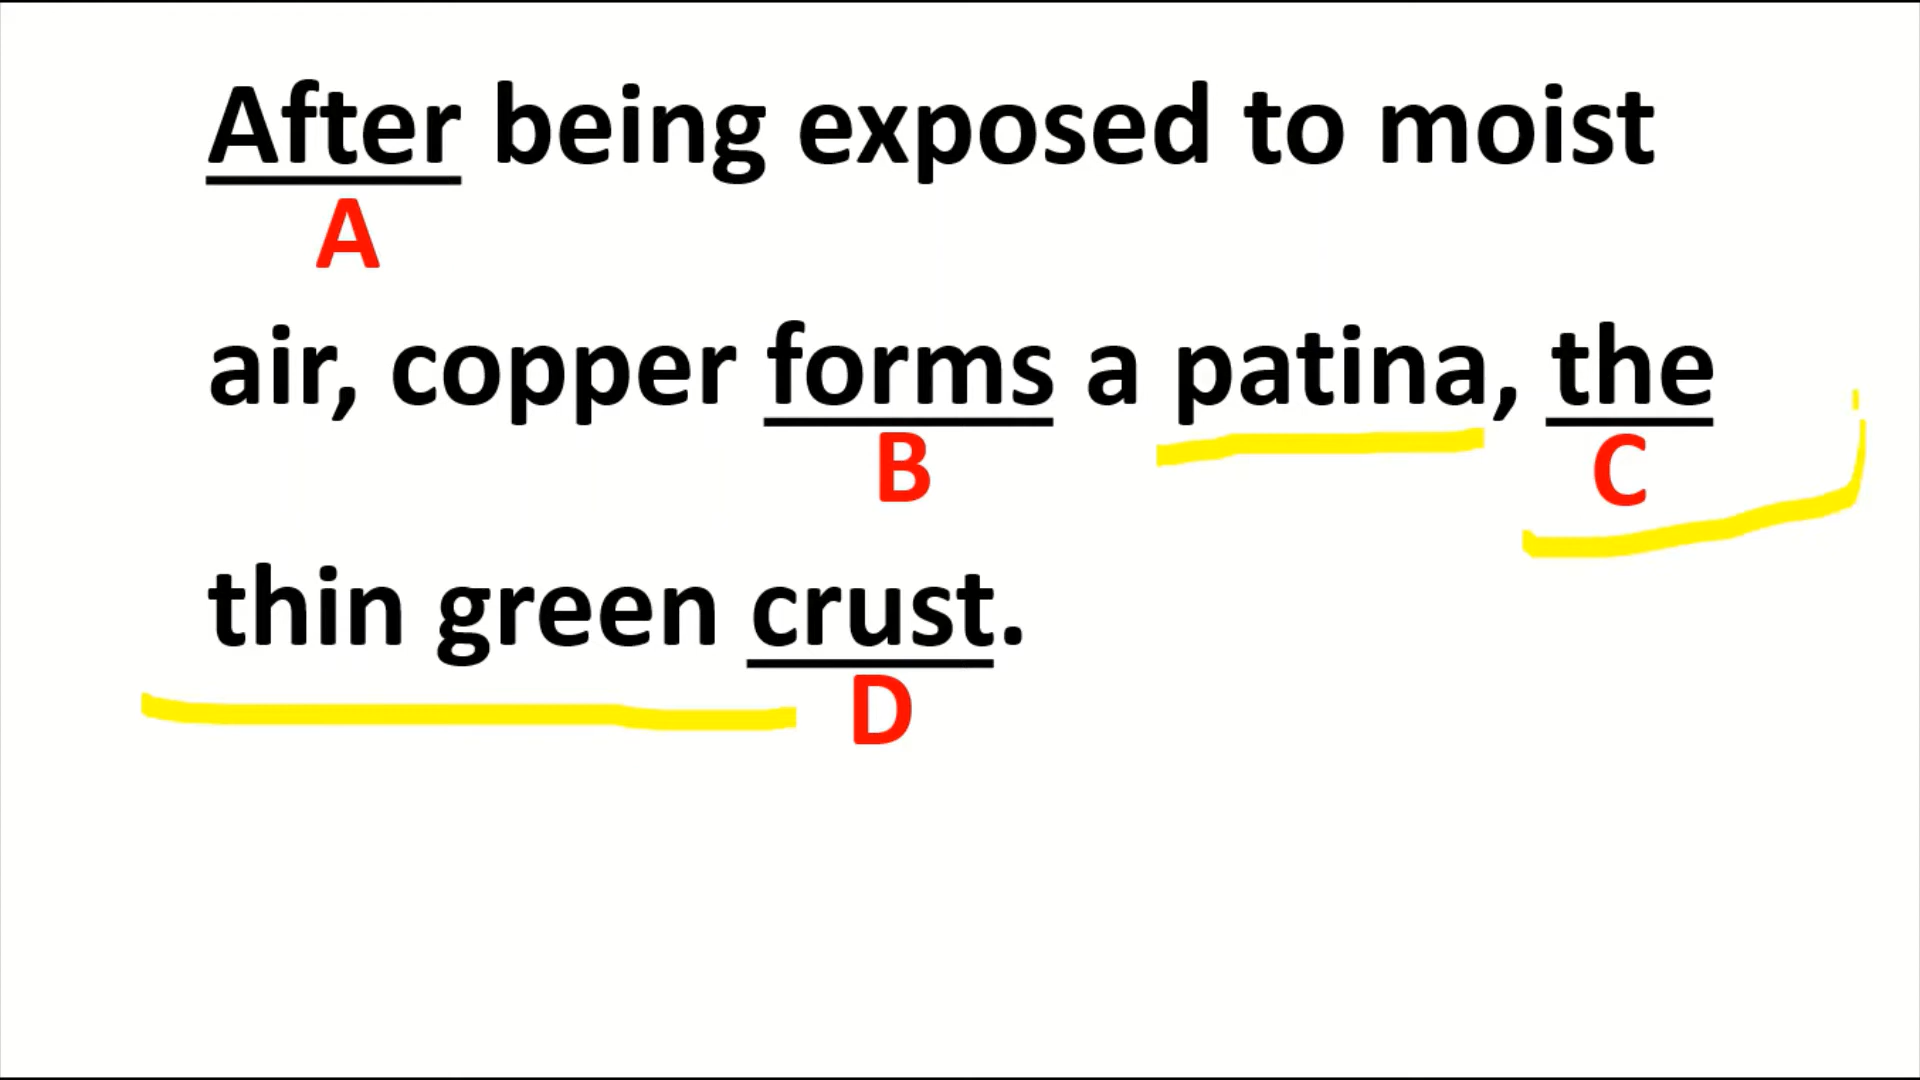 After being exposed to moist
A
air, copper forms a patina, the
B C
thin green crust.
D